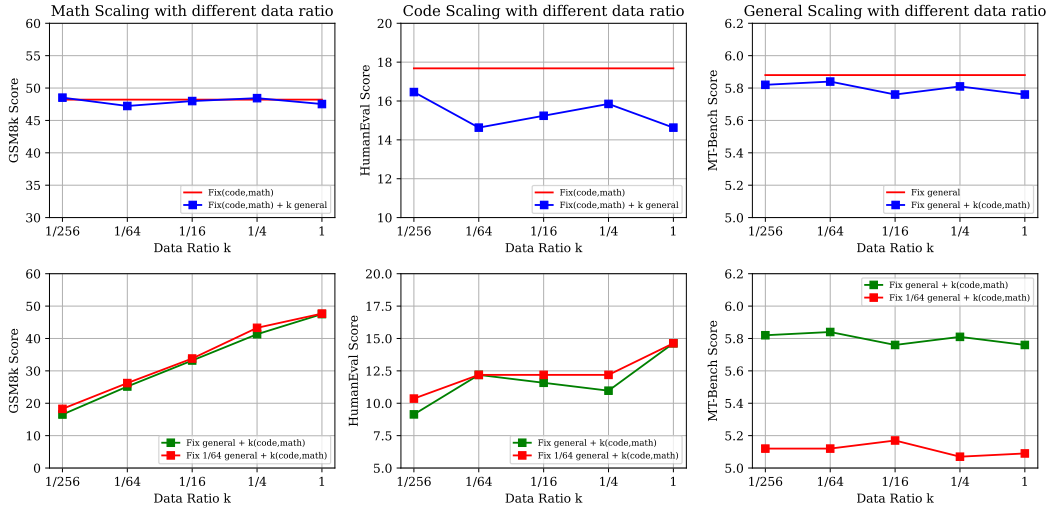 Math Scaling with different data ratio
60
55
50
45
40
35
30
GSM8k Score
Fix(code,math)
Fix(code,math) + k general
1/256 1/64 1/16 1/4 1
Data Ratio k
Code Scaling with different data ratio
20
18
16
14
12
10
HumanEval Score
Fix(code,math)
Fix(code,math) + k general
1/256 1/64 1/16 1/4 1
Data Ratio k
General Scaling with different data ratio
6.2
6.0
5.8
5.6
5.4
5.2
5.0
MT-Bench Score
Fix general
Fix general + k(code,math)
1/256 1/64 1/16 1/4 1
Data Ratio k
60
50
40
30
20
10
0
GSM8k Score
Fix general + k(code,math)
Fix 1/64 general + k(code,math)
1/256 1/64 1/16 1/4 1
Data Ratio k
20.0
17.5
15.0
12.5
10.0
7.5
5.0
HumanEval Score
Fix general + k(code,math)
Fix 1/64 general + k(code,math)
1/256 1/64 1/16 1/4 1
Data Ratio k
6.2
6.0
5.8
5.6
5.4
5.2
5.0
MT-Bench Score
Fix general + k(code,math)
Fix 1/64 general + k(code,math)
1/256 1/64 1/16 1/4 1
Data Ratio k